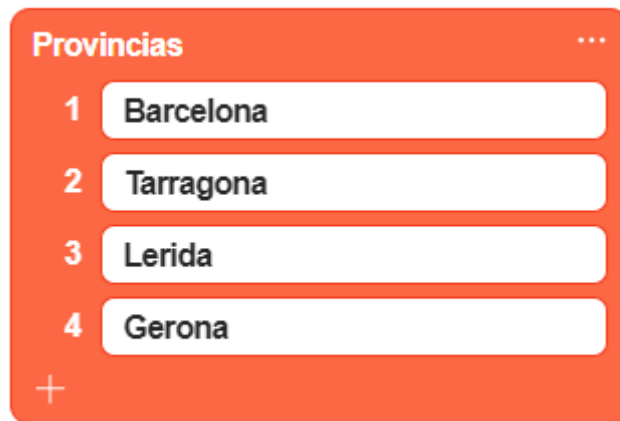 Provincias ...
1 Barcelona
2 Tarragona
3 Lerida
4 Gerona
+